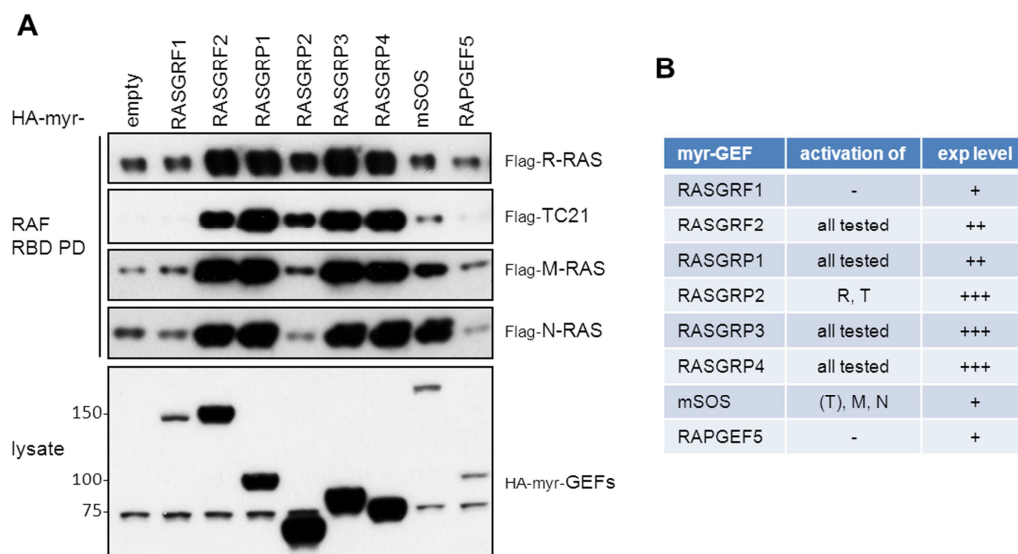 A
HA-myr-
empty
RASGRF1
RASGRF2
RASGRP1
RASGRP2
RASGRP3
RASGRP4
mSOS
RAPGEF5
RAF
RBD PD
Flag-R-RAS
Flag-TC21
Flag-M-RAS
Flag-N-RAS
lysate
150-
100-
75-
HA-myr-GEFs
B
myr-GEF activation of exp level
RASGRF1 - +
RASGRF2 all tested ++
RASGRP1 all tested ++
RASGRP2 R, T +++
RASGRP3 all tested +++
RASGRP4 all tested +++
mSOS (T), M, N +
RAPGEF5 - +